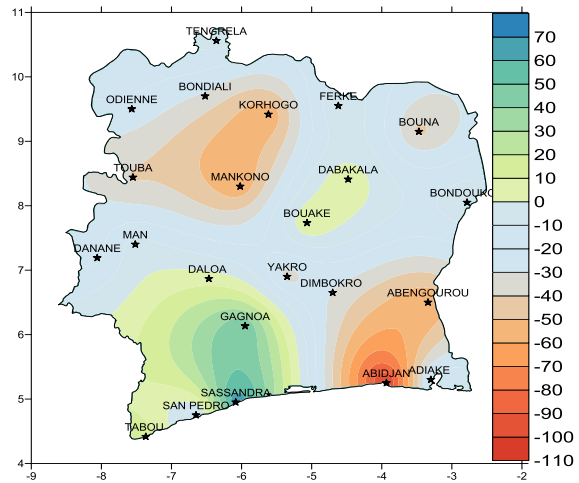 11
TENGRELA
70
60
10
BONDIALI
50
ODIENNE
KORHOGO
FERKE
40
BOUNA
30
9
20
TOUBA
DABAKALA
10
MANKONO
BONDOUKO
0
8
BOUAKE
-10
MAN
-20
DANANE
-30
7
DALOA
YAKRO
DIMBOKRO
ABENGOUROU
-40
GAGNOA
-50
6
-60
-70
ABIDJAN
ADIAKE
-80
5
SASSANDRA
SAN PEDRO
-90
TABOU
-100
4
-110
-9 -8 -7 -6 -5 -4 -3 -2